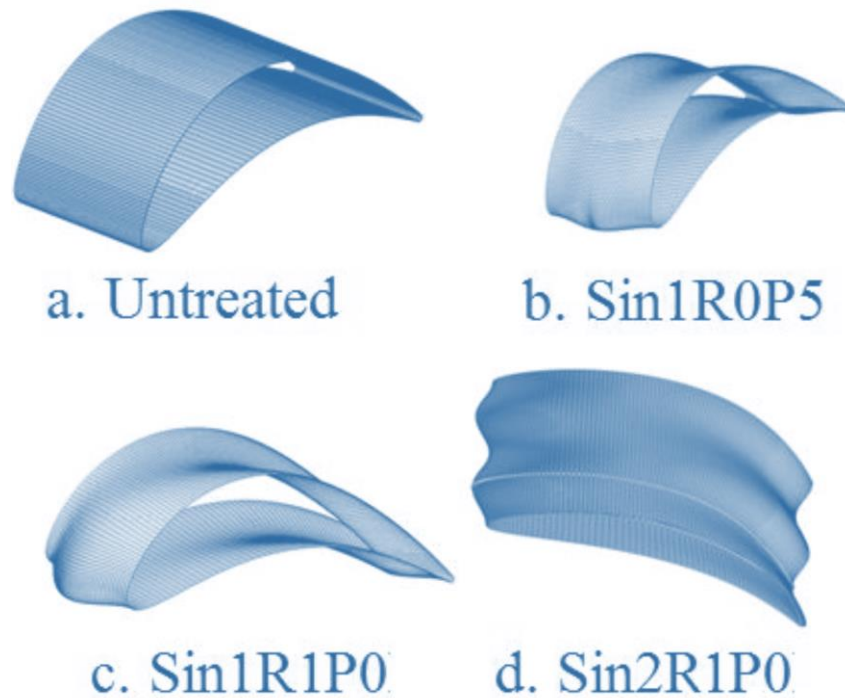 a. Untreated
b. Sin1R0P5
c. Sin1R1P0
d. Sin2R1P0